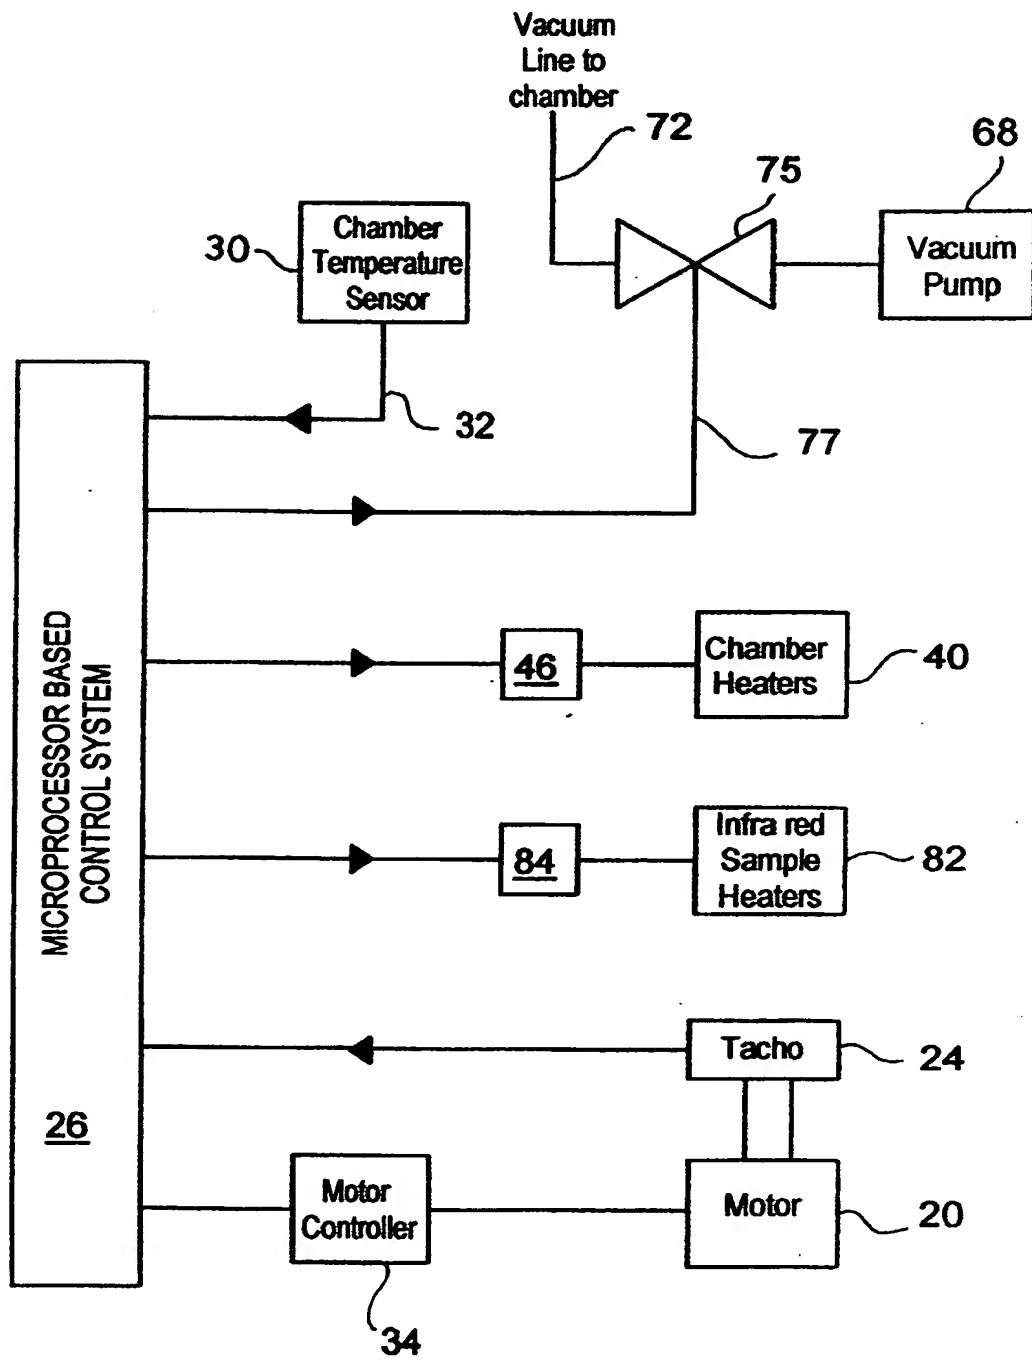 Vacuum
Line to
chamber
72
75
68
Vacuum
Pump
30
Chamber
Temperature
Sensor
32
77
MICROPROCESSOR BASED
CONTROL SYSTEM
26
46
Chamber
Heaters
40
84
Infra red
Sample
Heaters
82
Tacho
24
Motor
Controller
34
Motor
20